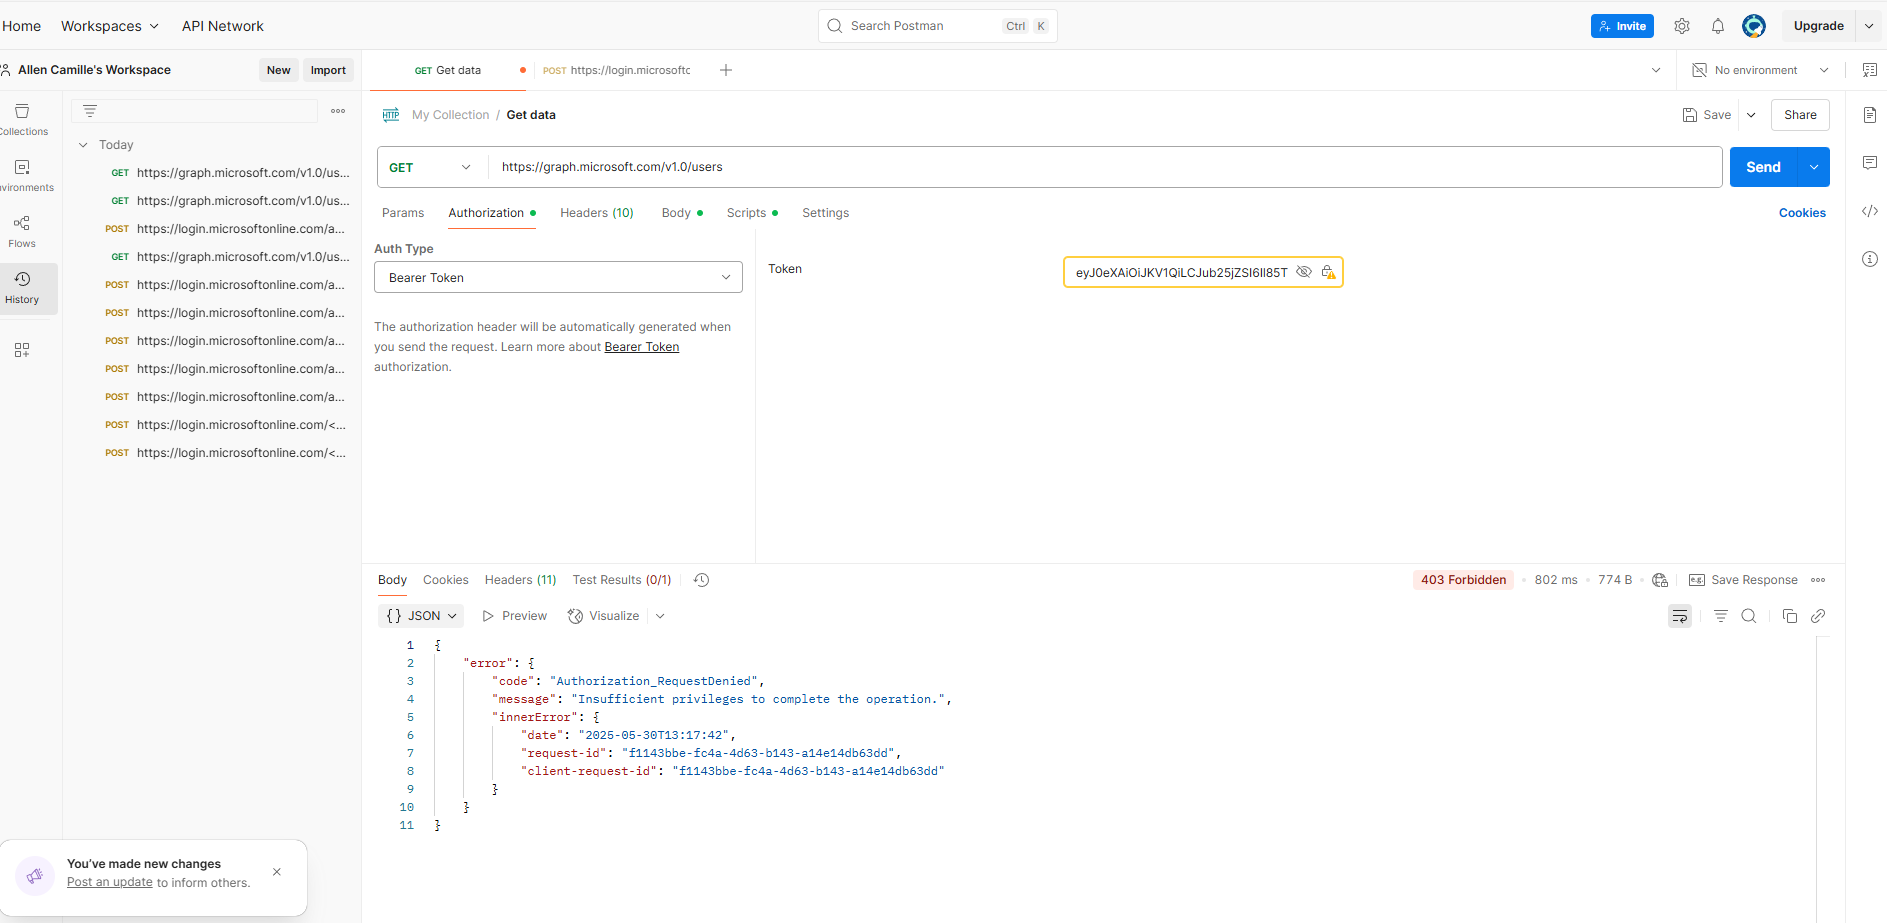 Home Workspaces API Network Search Postman Ctrl K Invite Upgrade
Allen Camille's Workspace New Import GET Get data POST https://login.microsoftc No environment
My Collection / Get data Save Share
Collections
Today
GET https://graph.microsoft.com/v1.0/users Send
GET https://graph.microsoft.com/v1.0/us...
nvironments
GET https://graph.microsoft.com/v1.0/us...
Params Authorization Headers (10) Body Scripts Settings Cookies
POST https://login.microsoftonline.com/a...
Flows
Auth Type
GET https://graph.microsoft.com/v1.0/us...
Token eyJ0eXAiOiJKV1QiLCJub25jZSI6Il85T
Bearer Token
POST https://login.microsoftonline.com/a...
History
POST https://login.microsoftonline.com/a...
The authorization header will be automatically generated when
POST https://login.microsoftonline.com/a...
you send the request. Learn more about Bearer Token
POST https://login.microsoftonline.com/a...
authorization.
POST https://login.microsoftonline.com/a...
POST https://login.microsoftonline.com/<...
POST https://login.microsoftonline.com/<...
Body Cookies Headers (11) Test Results (0/1) 403 Forbidden 802 ms 774 B Save Response
{} JSON Preview Visualize
1 {
2 "error": {
3 "code": "Authorization_RequestDenied",
4 "message": "Insufficient privileges to complete the operation.",
5 "innerError": {
6 "date": "2025-05-30T13:17:42",
7 "request-id": "f1143bbe-fc4a-4d63-b143-a14e14db63dd",
8 "client-request-id": "f1143bbe-fc4a-4d63-b143-a14e14db63dd"
9 }
10 }
11 }
You've made new changes
Post an update to inform others.